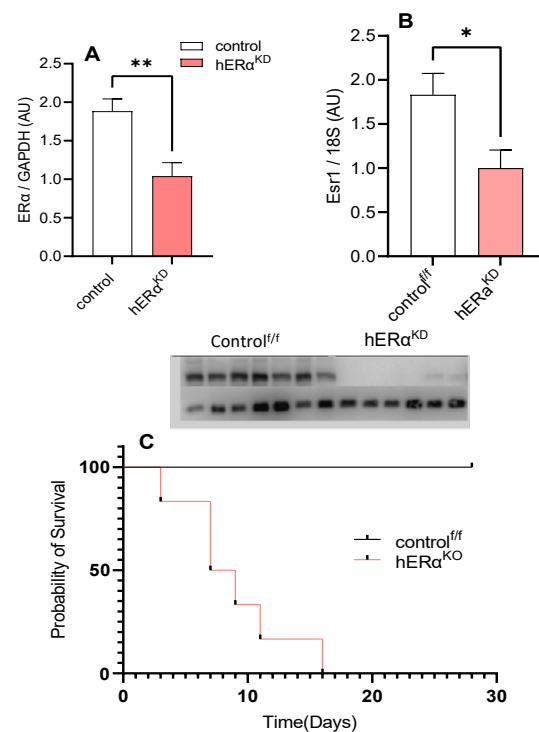 A
control
hERα^KD
**
ERα / GAPDH (AU)
2.5
2.0
1.5
1.0
0.5
0.0
control
hERα^KD
B
*
Esr1 / 18S (AU)
2.5
2.0
1.5
1.0
0.5
0.0
control^f/f
hERa^KD
Control^f/f
hERα^KD
C
Probability of Survival
100
50
0
control^f/f
hERα^KO
0
10
20
30
Time(Days)